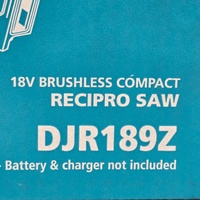 18V BRUSHLESS COMPACT
RECIPRO SAW
DJR189Z
- Battery & charger not included